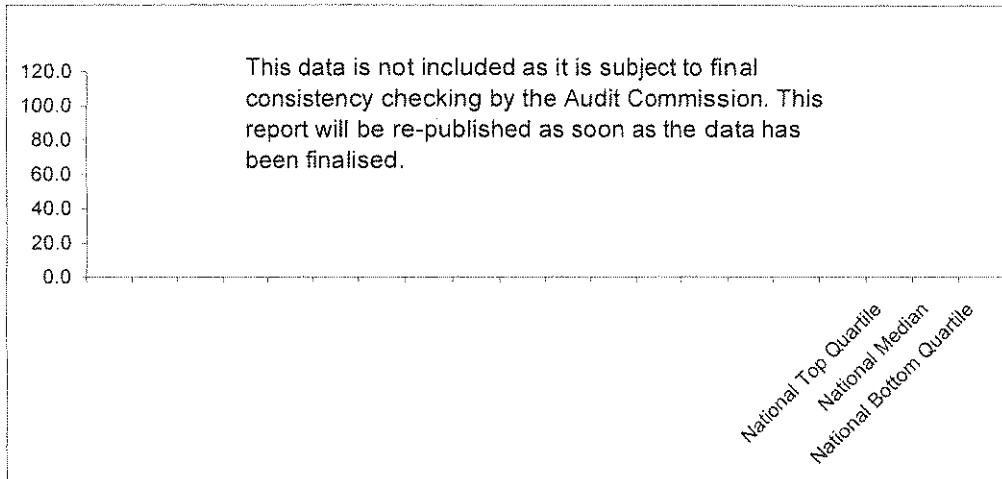 This data is not included as it is subject to final
consistency checking by the Audit Commission. This
report will be re-published as soon as the data has
been finalised.
120.0
100.0
80.0
60.0
40.0
20.0
0.0
National Top Quartile
National Median
National Bottom Quartile